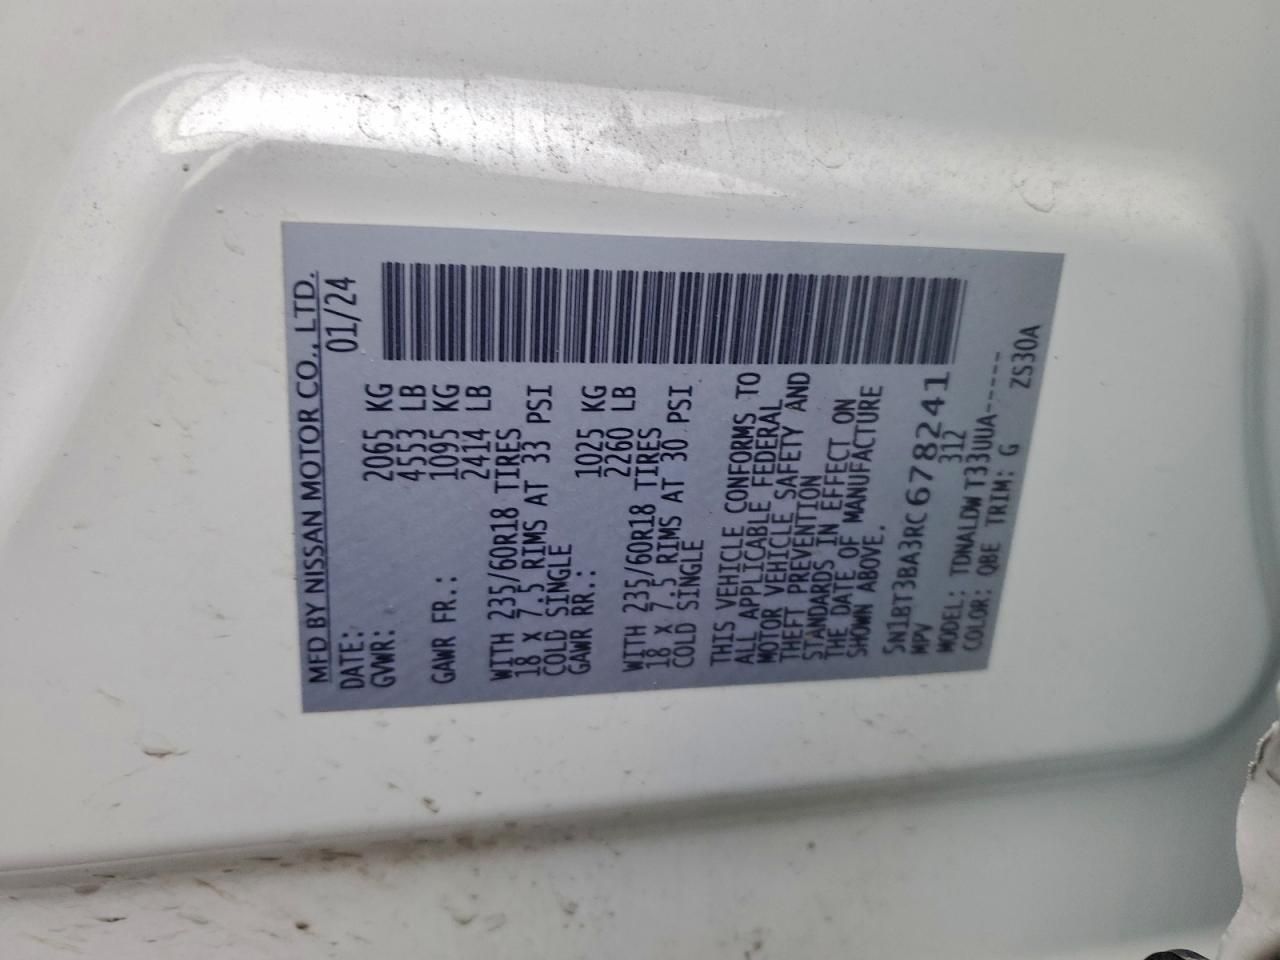 MFD BY NISSAN MOTOR CO., LTD.
DATE: 01/24
GVWR: 2065 KG
4553 LB
GAWR FR.: 1095 KG
2414 LB
WITH 235/60R18 TIRES
18 X 7.5 RIMS AT 33 PSI
COLD SINGLE
GAWR RR.: 1025 KG
2260 LB
WITH 235/60R18 TIRES
18 X 7.5 RIMS AT 30 PSI
COLD SINGLE
THIS VEHICLE CONFORMS TO
ALL APPLICABLE FEDERAL
MOTOR VEHICLE SAFETY AND
THEFT PREVENTION
STANDARDS IN EFFECT ON
THE DATE OF MANUFACTURE
SHOWN ABOVE.
5N1BT3BA3RC678241
MPV 312
MODEL: TDNALDW T33UUA------
COLOR: QBE TRIM: G ZS30A